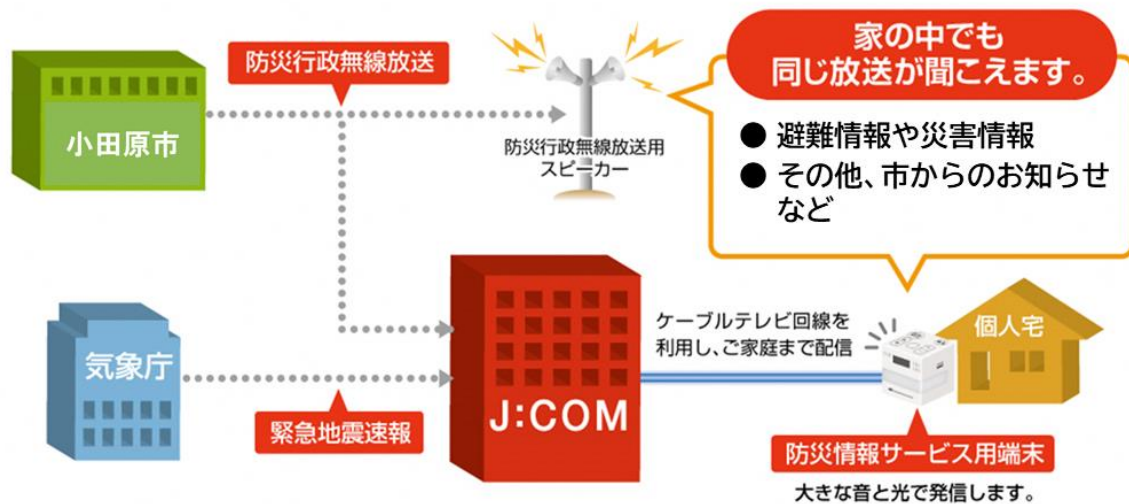 防災行政無線放送
小田原市
防災行政無線放送用
スピーカー
家の中でも
同じ放送が聞こえます。
● 避難情報や災害情報
● その他、市からのお知らせ
など
気象庁
緊急地震速報
J:COM
ケーブルテレビ回線を
利用し、ご家庭まで配信
個人宅
防災情報サービス用端末
大きな音と光で発信します。